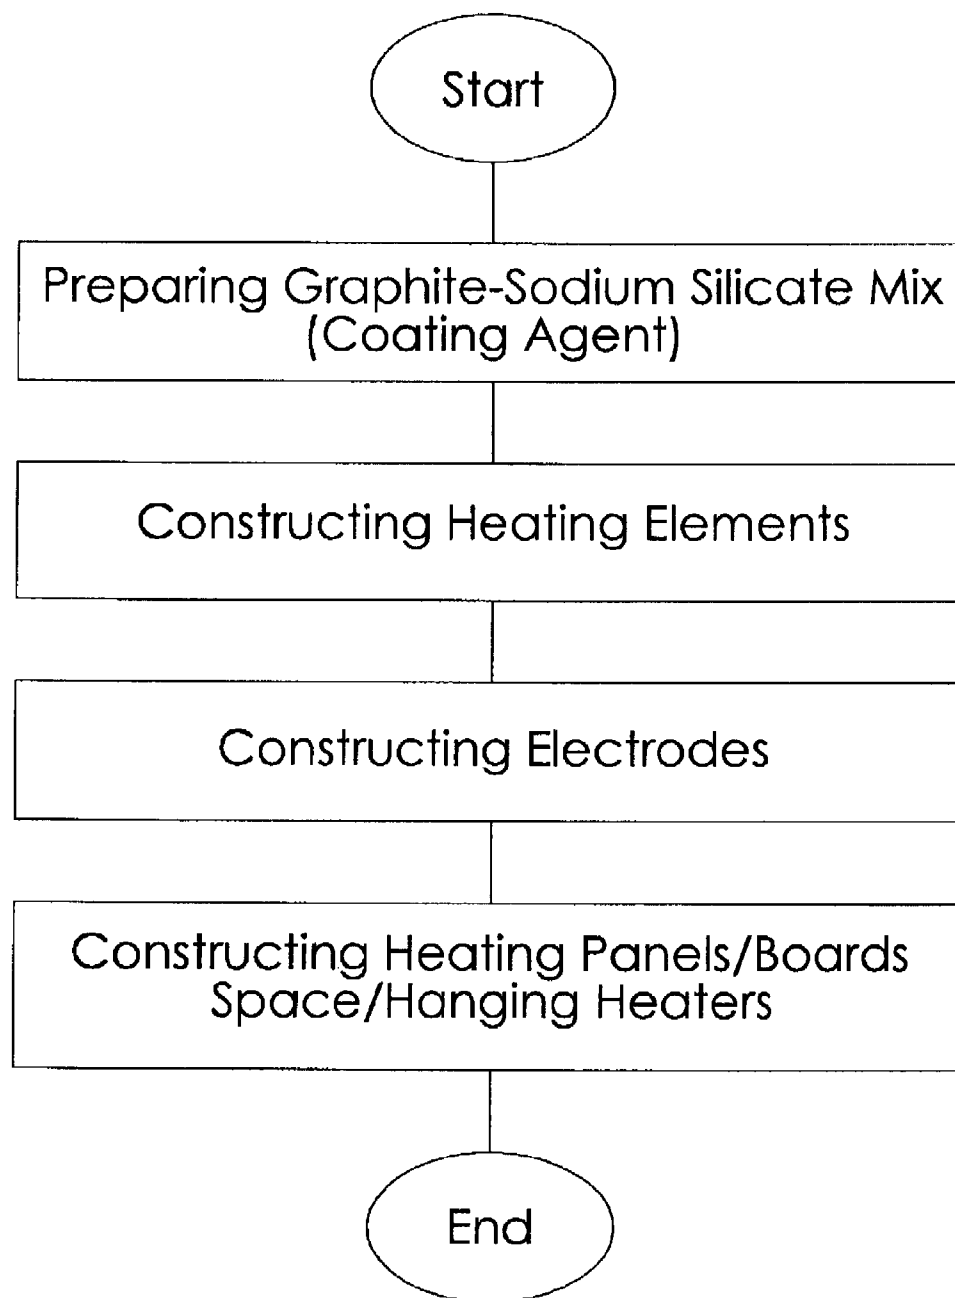 Start
Preparing Graphite-Sodium Silicate Mix
(Coating Agent)
Constructing Heating Elements
Constructing Electrodes
Constructing Heating Panels/Boards
Space/Hanging Heaters
End